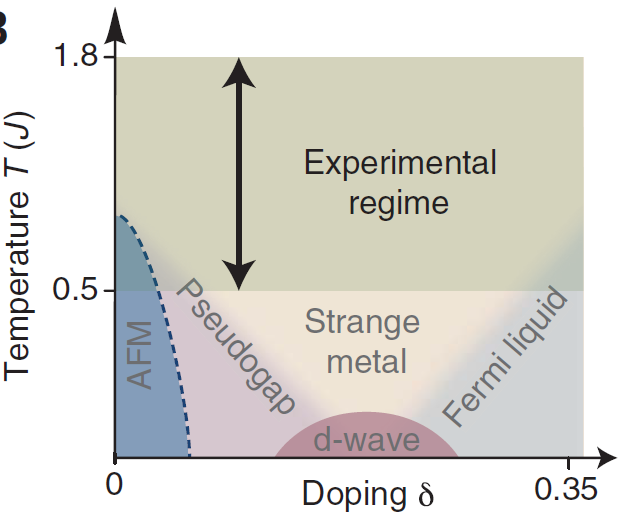 B
1.8
Experimental
regime
Temperature T (J)
0.5
Pseudogap
Strange
metal
Fermi liquid
AFM
d-wave
0
Doping δ
0.35